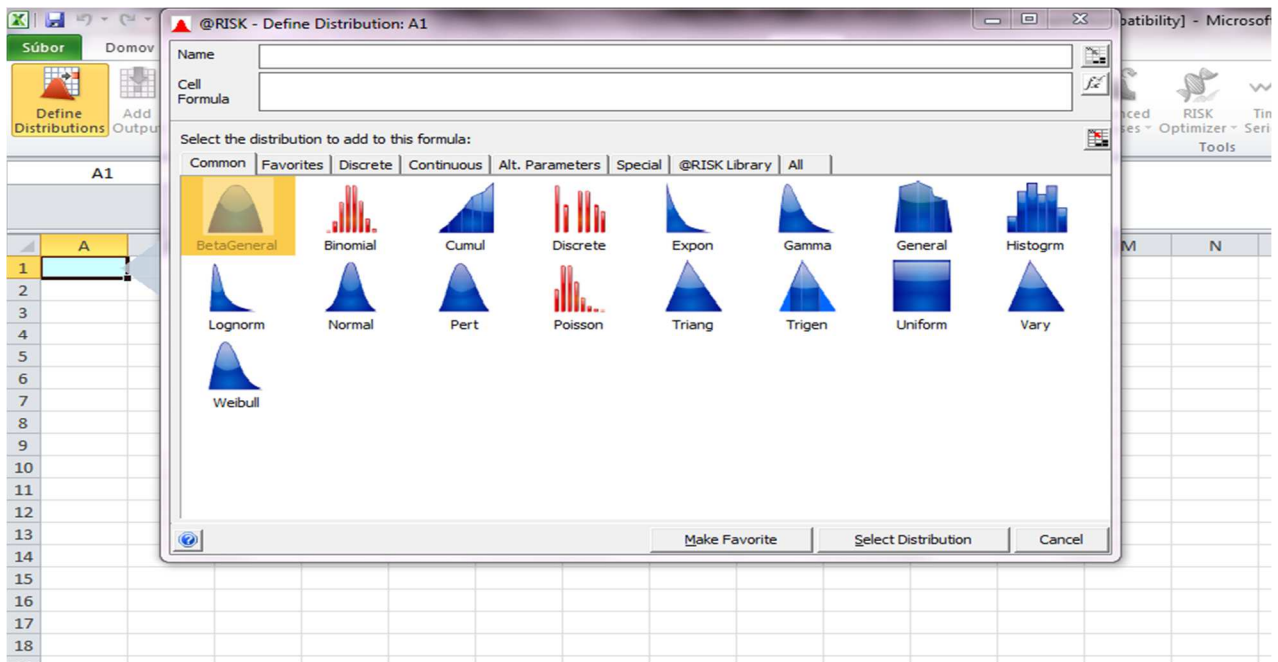 @RISK - Define Distribution: A1
patibility] - Microsof
Súbor Domov
Name
Cell
Formula
Define
Distributions
Add
Outpu
nced
ses
RISK
Optimizer
Tim
Seri
Tools
Select the distribution to add to this formula:
Common Favorites Discrete Continuous Alt. Parameters Special @RISK Library All
A1
BetaGeneral Binomial Cumul Discrete Expon Gamma General Histogrm
Lognorm Normal Pert Poisson Triang Trigen Uniform Vary
Weibull
Make Favorite Select Distribution Cancel
A M N
1
2
3
4
5
6
7
8
9
10
11
12
13
14
15
16
17
18